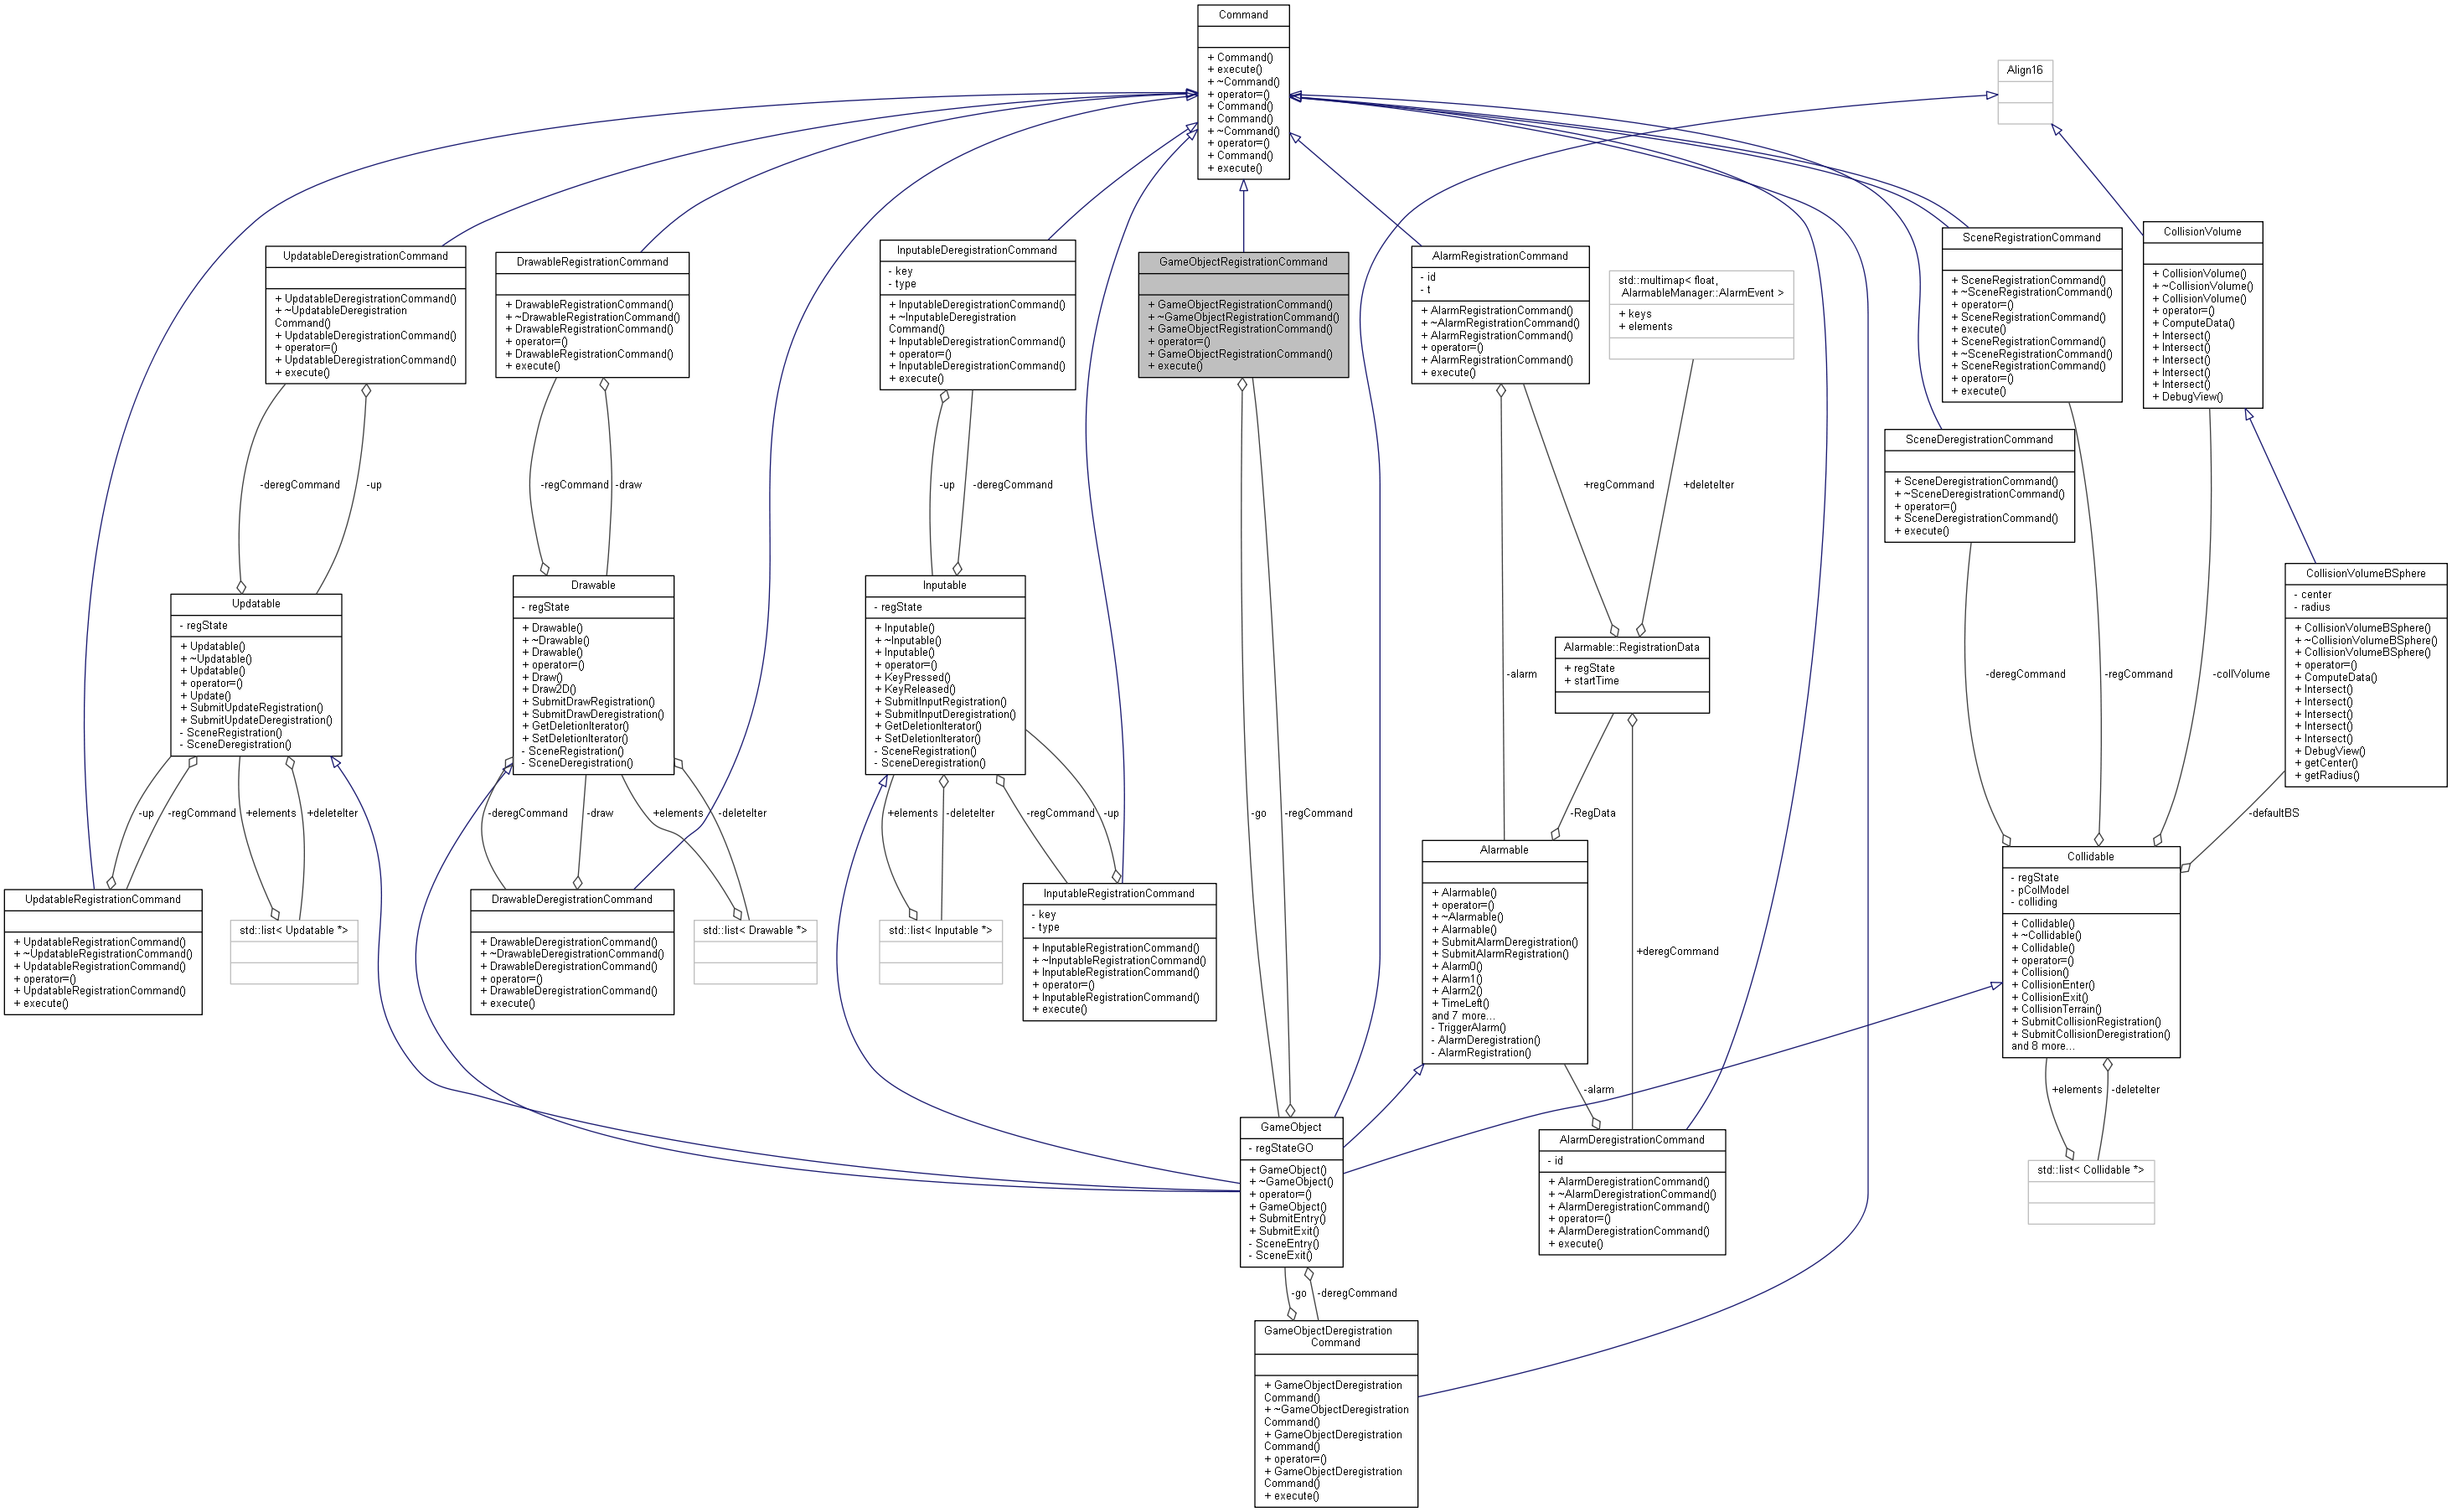 Command
+ Command()
+ execute()
+ ~Command()
+ operator=()
+ Command()
+ Command()
+ ~Command()
+ operator=()
+ Command()
+ execute()
Align16
UpdatableDeregistrationCommand
+ UpdatableDeregistrationCommand()
+ ~UpdatableDeregistration
Command()
+ UpdatableDeregistrationCommand()
+ operator=()
+ UpdatableDeregistrationCommand()
+ execute()
DrawableRegistrationCommand
+ DrawableRegistrationCommand()
+ ~DrawableRegistrationCommand()
+ DrawableRegistrationCommand()
+ operator=()
+ DrawableRegistrationCommand()
+ execute()
InputableDeregistrationCommand
- key
- type
+ InputableDeregistrationCommand()
+ ~InputableDeregistration
Command()
+ InputableDeregistrationCommand()
+ operator=()
+ InputableDeregistrationCommand()
+ execute()
GameObjectRegistrationCommand
+ GameObjectRegistrationCommand()
+ ~GameObjectRegistrationCommand()
+ GameObjectRegistrationCommand()
+ operator=()
+ GameObjectRegistrationCommand()
+ execute()
AlarmRegistrationCommand
- id
- t
+ AlarmRegistrationCommand()
+ ~AlarmRegistrationCommand()
+ AlarmRegistrationCommand()
+ operator=()
+ AlarmRegistrationCommand()
+ execute()
std::multimap< float,
AlarmableManager::AlarmEvent >
+ keys
+ elements
SceneRegistrationCommand
+ SceneRegistrationCommand()
+ ~SceneRegistrationCommand()
+ operator=()
+ SceneRegistrationCommand()
+ execute()
+ SceneRegistrationCommand()
+ ~SceneRegistrationCommand()
+ SceneRegistrationCommand()
+ operator=()
+ execute()
CollisionVolume
+ CollisionVolume()
+ ~CollisionVolume()
+ CollisionVolume()
+ operator=()
+ ComputeData()
+ Intersect()
+ Intersect()
+ Intersect()
+ Intersect()
+ Intersect()
+ DebugView()
SceneDeregistrationCommand
+ SceneDeregistrationCommand()
+ ~SceneDeregistrationCommand()
+ operator=()
+ SceneDeregistrationCommand()
+ execute()
-deregCommand
-up
-regCommand
-draw
-up
-deregCommand
+regCommand
+deleteIter
CollisionVolumeBSphere
- center
- radius
+ CollisionVolumeBSphere()
+ ~CollisionVolumeBSphere()
+ CollisionVolumeBSphere()
+ operator=()
+ ComputeData()
+ Intersect()
+ Intersect()
+ Intersect()
+ Intersect()
+ Intersect()
+ DebugView()
+ getCenter()
+ getRadius()
Updatable
- regState
+ Updatable()
+ ~Updatable()
+ Updatable()
+ operator=()
+ Update()
+ SubmitUpdateRegistration()
+ SubmitUpdateDeregistration()
- SceneRegistration()
- SceneDeregistration()
Drawable
- regState
+ Drawable()
+ ~Drawable()
+ Drawable()
+ operator=()
+ Draw()
+ Draw2D()
+ SubmitDrawRegistration()
+ SubmitDrawDeregistration()
+ GetDeletionIterator()
+ SetDeletionIterator()
- SceneRegistration()
- SceneDeregistration()
Inputable
- regState
+ Inputable()
+ ~Inputable()
+ Inputable()
+ operator=()
+ KeyPressed()
+ KeyReleased()
+ SubmitInputRegistration()
+ SubmitInputDeregistration()
+ GetDeletionIterator()
+ SetDeletionIterator()
- SceneRegistration()
- SceneDeregistration()
Alarmable::RegistrationData
+ regState
+ startTime
-alarm
-deregCommand
-regCommand
-collVolume
-up
-regCommand
+elements
+deleteIter
-deregCommand
-draw
+elements
-deleteIter
+elements
-deleteIter
-regCommand
-up
-go
-regCommand
-RegData
-defaultBS
UpdatableRegistrationCommand
+ UpdatableRegistrationCommand()
+ ~UpdatableRegistrationCommand()
+ UpdatableRegistrationCommand()
+ operator=()
+ UpdatableRegistrationCommand()
+ execute()
std::list< Updatable *>
DrawableDeregistrationCommand
+ DrawableDeregistrationCommand()
+ ~DrawableDeregistrationCommand()
+ DrawableDeregistrationCommand()
+ operator=()
+ DrawableDeregistrationCommand()
+ execute()
std::list< Drawable *>
std::list< Inputable *>
InputableRegistrationCommand
- key
- type
+ InputableRegistrationCommand()
+ ~InputableRegistrationCommand()
+ InputableRegistrationCommand()
+ operator=()
+ InputableRegistrationCommand()
+ execute()
Alarmable
+ Alarmable()
+ operator=()
+ ~Alarmable()
+ Alarmable()
+ SubmitAlarmDeregistration()
+ SubmitAlarmRegistration()
+ Alarm0()
+ Alarm1()
+ Alarm2()
+ TimeLeft()
and 7 more...
- TriggerAlarm()
- AlarmDeregistration()
- AlarmRegistration()
+deregCommand
Collidable
- regState
- pColModel
- colliding
+ Collidable()
+ ~Collidable()
+ Collidable()
+ operator=()
+ Collision()
+ CollisionEnter()
+ CollisionExit()
+ CollisionTerrain()
+ SubmitCollisionRegistration()
+ SubmitCollisionDeregistration()
and 8 more...
-alarm
+elements
-deleteIter
GameObject
- regStateGO
+ GameObject()
+ ~GameObject()
+ operator=()
+ GameObject()
+ SubmitEntry()
+ SubmitExit()
- SceneEntry()
- SceneExit()
AlarmDeregistrationCommand
- id
+ AlarmDeregistrationCommand()
+ ~AlarmDeregistrationCommand()
+ AlarmDeregistrationCommand()
+ operator=()
+ AlarmDeregistrationCommand()
+ execute()
std::list< Collidable *>
-go
-deregCommand
GameObjectDeregistration
Command
+ GameObjectDeregistration
Command()
+ ~GameObjectDeregistration
Command()
+ GameObjectDeregistration
Command()
+ operator=()
+ GameObjectDeregistration
Command()
+ execute()